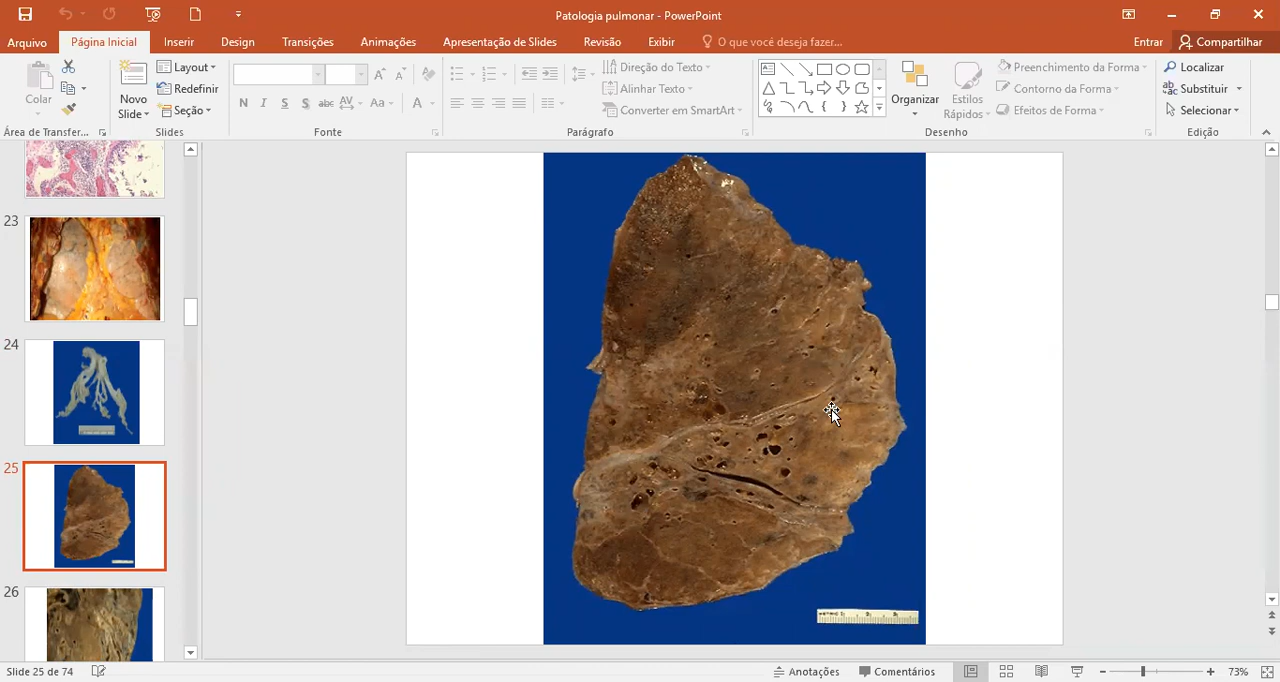 Patologia pulmonar - PowerPoint
Arquivo Página Inicial Inserir Design Transições Animações Apresentação de Slides Revisão Exibir O que você deseja fazer... Entrar Compartilhar
Colar
Novo Slide
Layout
Redefinir
Seção
N I S S abc AV Aa A
Direção do Texto
Alinhar Texto
Converter em SmartArt
Organizar
Estilos Rápidos
Preenchimento da Forma
Contorno da Forma
Efeitos de Forma
Localizar
Substituir
Selecionar
Área de Transfer... Slides Fonte Parágrafo Desenho Edição
23
24
25
26
Slide 25 de 74 Anotações Comentários 73%